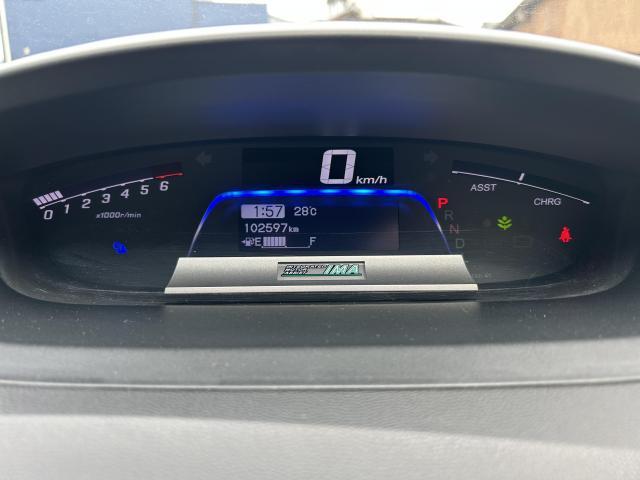 0 km/h
0 1 2 3 4 5 6
x1000r/min
ASST
CHRG
1:57 28°C
102597km
E F
P
R
N
D
IMA